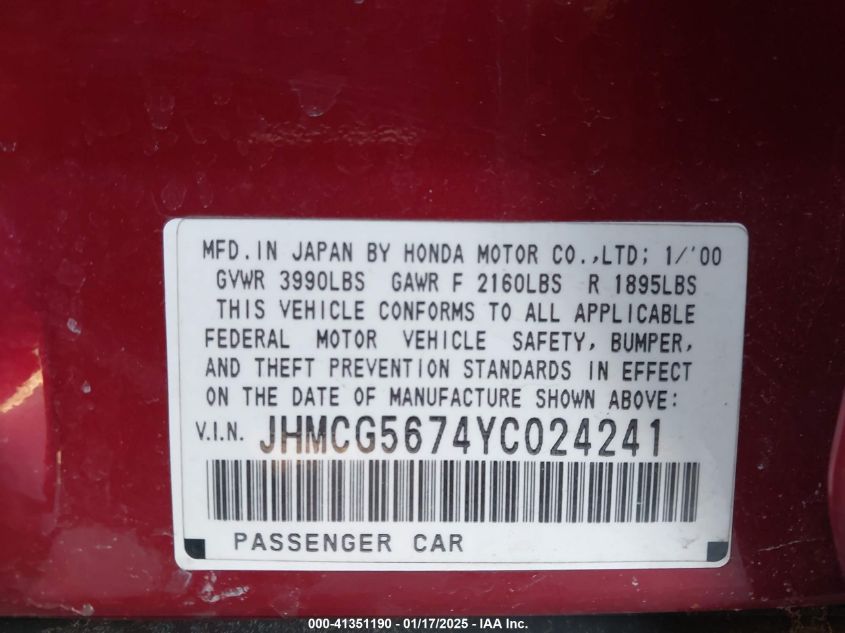 MFD.IN JAPAN BY HONDA MOTOR CO.,LTD; 1/'00
GVWR 3990LBS GAWR F 2160LBS R 1895LBS
THIS VEHICLE CONFORMS TO ALL APPLICABLE
FEDERAL MOTOR VEHICLE SAFETY, BUMPER,
AND THEFT PREVENTION STANDARDS IN EFFECT
ON THE DATE OF MANUFACTURE SHOWN ABOVE:
V.I.N. JHMCG5674YC024241
PASSENGER CAR
000-41351190 - 01/17/2025 - IAA Inc.